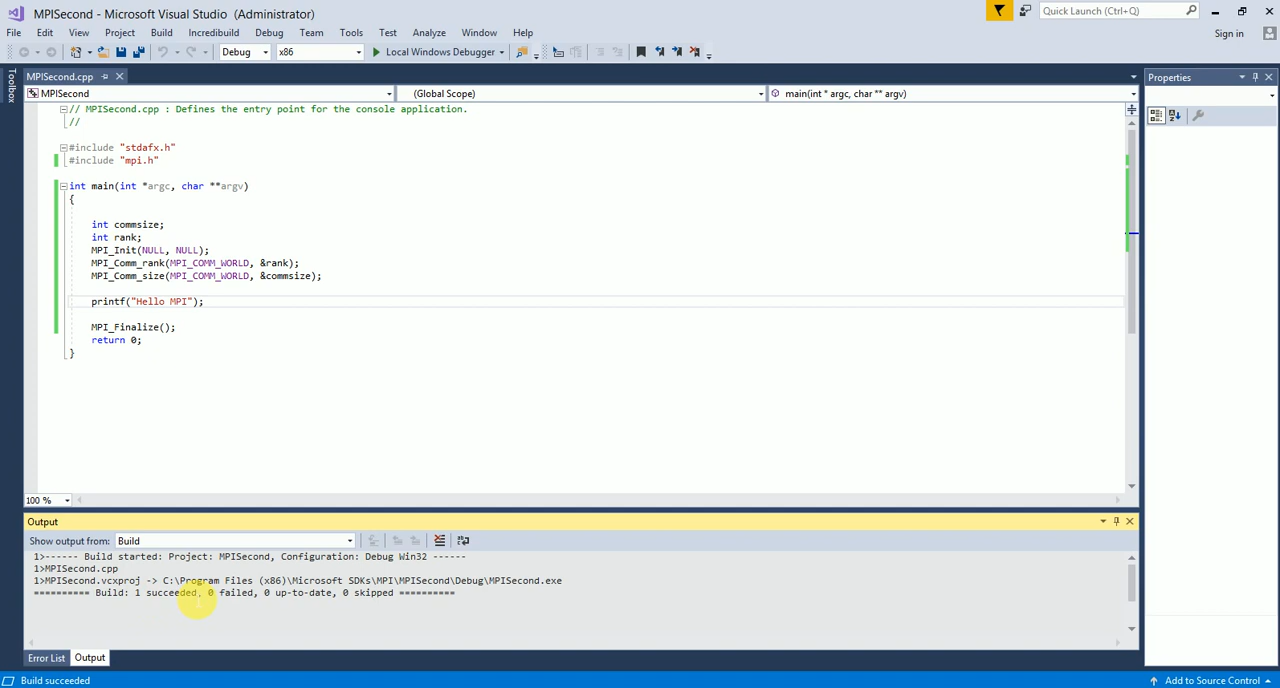 MPISecond - Microsoft Visual Studio (Administrator)
Quick Launch (Ctrl+Q)
File Edit View Project Build Incredibuild Debug Team Tools Test Analyze Window Help
Sign in
Debug x86 Local Windows Debugger
Toolbox
MPISecond.cpp
Properties
MPISecond (Global Scope) main(int * argc, char ** argv)
// MPISecond.cpp : Defines the entry point for the console application.
//
#include "stdafx.h"
#include "mpi.h"
int main(int *argc, char **argv)
{
int commsize;
int rank;
MPI_Init(NULL, NULL);
MPI_Comm_rank(MPI_COMM_WORLD, &rank);
MPI_Comm_size(MPI_COMM_WORLD, &commsize);
printf("Hello MPI");
MPI_Finalize();
return 0;
}
100 %
Output
Show output from: Build
1>------ Build started: Project: MPISecond, Configuration: Debug Win32 ------
1>MPISecond.cpp
1>MPISecond.vcxproj -> C:\Program Files (x86)\Microsoft SDKs\MPI\MPISecond\Debug\MPISecond.exe
========== Build: 1 succeeded, 0 failed, 0 up-to-date, 0 skipped ==========
Error List Output
Build succeeded
Add to Source Control